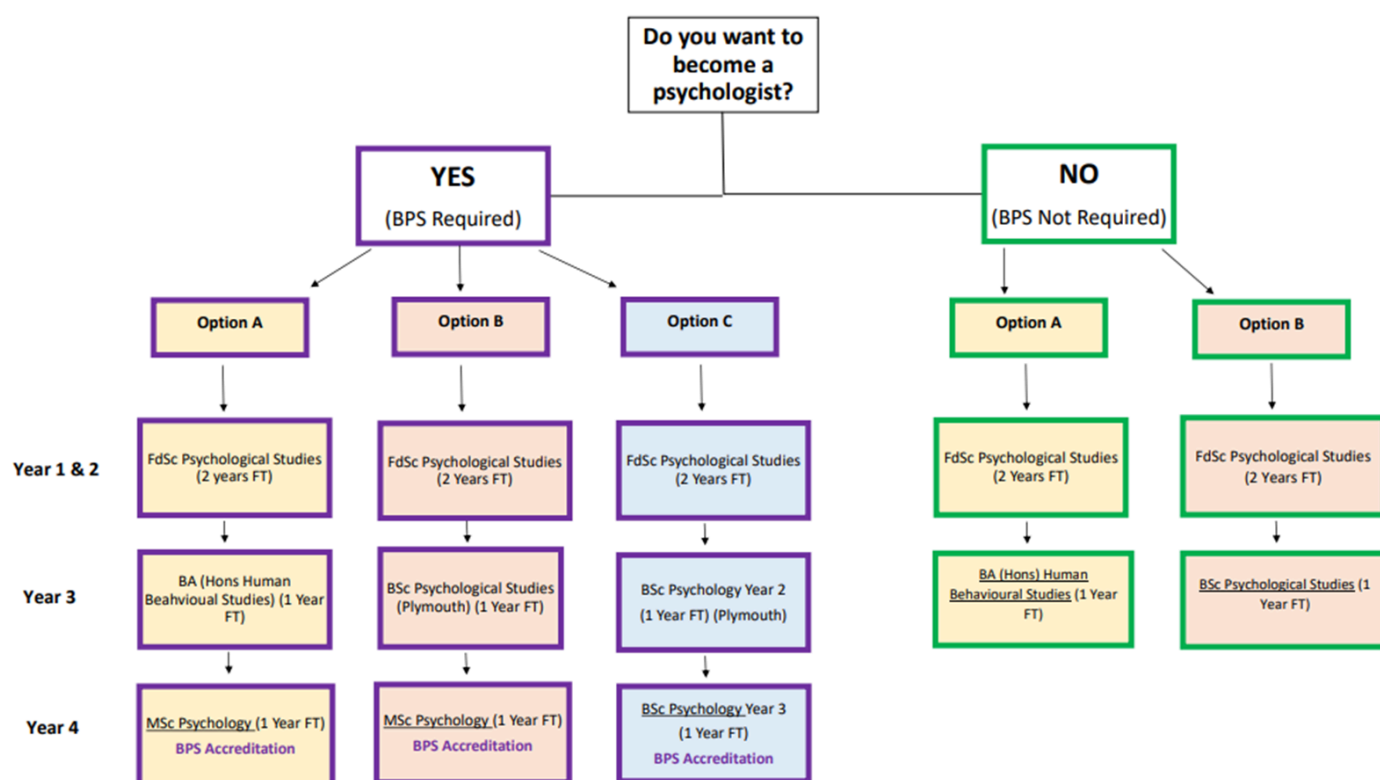 Do you want to
become a
psychologist?
YES
(BPS Required)
NO
(BPS Not Required)
Option A
Option B
Option C
Option A
Option B
Year 1 & 2
FdSc Psychological Studies
(2 years FT)
FdSc Psychological Studies
(2 Years FT)
FdSc Psychological Studies
(2 Years FT)
FdSc Psychological Studies
(2 Years FT)
FdSc Psychological Studies
(2 Years FT)
Year 3
BA (Hons Human
Beahvioual Studies) (1 Year
FT)
BSc Psychological Studies
(Plymouth) (1 Year FT)
BSc Psychology Year 2
(1 Year FT) (Plymouth)
BA (Hons) Human
Behavioural Studies (1 Year
FT)
BSc Psychological Studies (1
Year FT)
Year 4
MSc Psychology (1 Year FT)
BPS Accreditation
MSc Psychology (1 Year FT)
BPS Accreditation
BSc Psychology Year 3
(1 Year FT)
BPS Accreditation